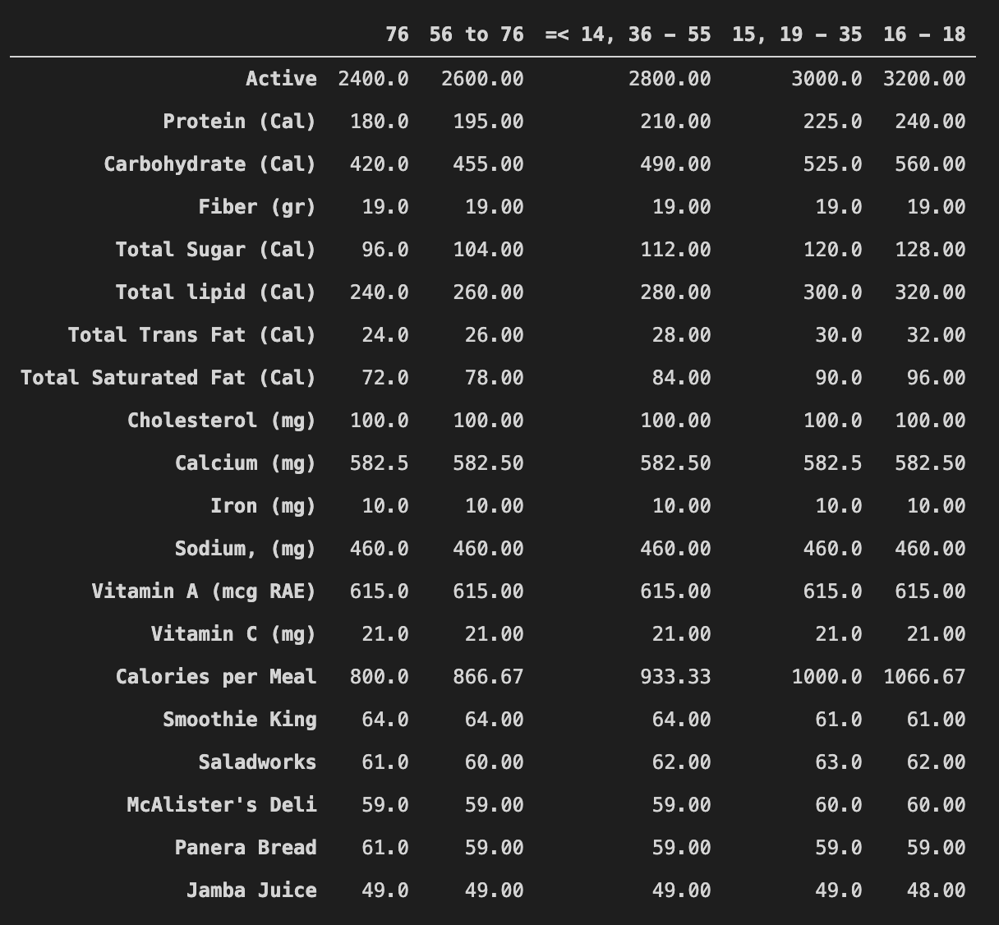 76 56 to 76 =< 14, 36 – 55 15, 19 – 35 16 – 18
Active 2400.0 2600.00 2800.00 3000.0 3200.00
Protein (Cal) 180.0 195.00 210.00 225.0 240.00
Carbohydrate (Cal) 420.0 455.00 490.00 525.0 560.00
Fiber (gr) 19.0 19.00 19.00 19.0 19.00
Total Sugar (Cal) 96.0 104.00 112.00 120.0 128.00
Total lipid (Cal) 240.0 260.00 280.00 300.0 320.00
Total Trans Fat (Cal) 24.0 26.00 28.00 30.0 32.00
Total Saturated Fat (Cal) 72.0 78.00 84.00 90.0 96.00
Cholesterol (mg) 100.0 100.00 100.00 100.0 100.00
Calcium (mg) 582.5 582.50 582.50 582.5 582.50
Iron (mg) 10.0 10.00 10.00 10.0 10.00
Sodium, (mg) 460.0 460.00 460.00 460.0 460.00
Vitamin A (mcg RAE) 615.0 615.00 615.00 615.0 615.00
Vitamin C (mg) 21.0 21.00 21.00 21.0 21.00
Calories per Meal 800.0 866.67 933.33 1000.0 1066.67
Smoothie King 64.0 64.00 64.00 61.0 61.00
Saladworks 61.0 60.00 62.00 63.0 62.00
McAlister's Deli 59.0 59.00 59.00 60.0 60.00
Panera Bread 61.0 59.00 59.00 59.0 59.00
Jamba Juice 49.0 49.00 49.00 49.0 48.00